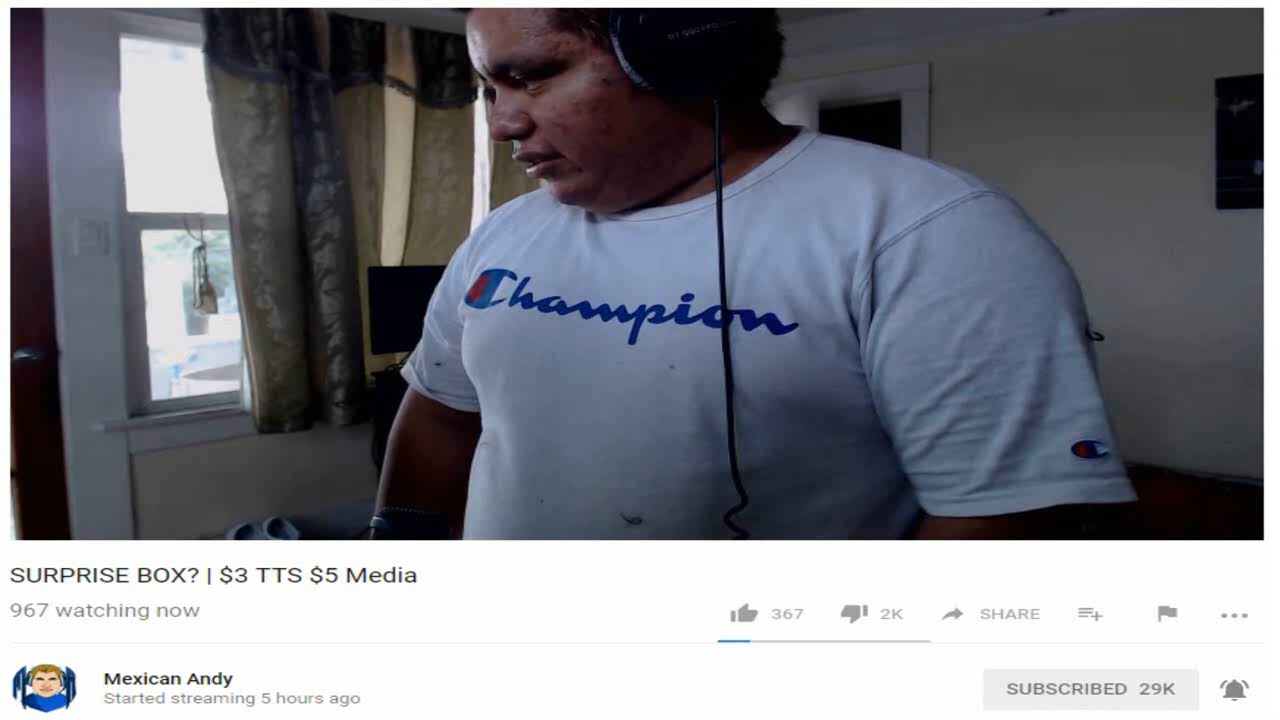 Champion
SURPRISE BOX? | $3 TTS $5 Media
967 watching now
367
2K
SHARE
Mexican Andy
Started streaming 5 hours ago
SUBSCRIBED 29K